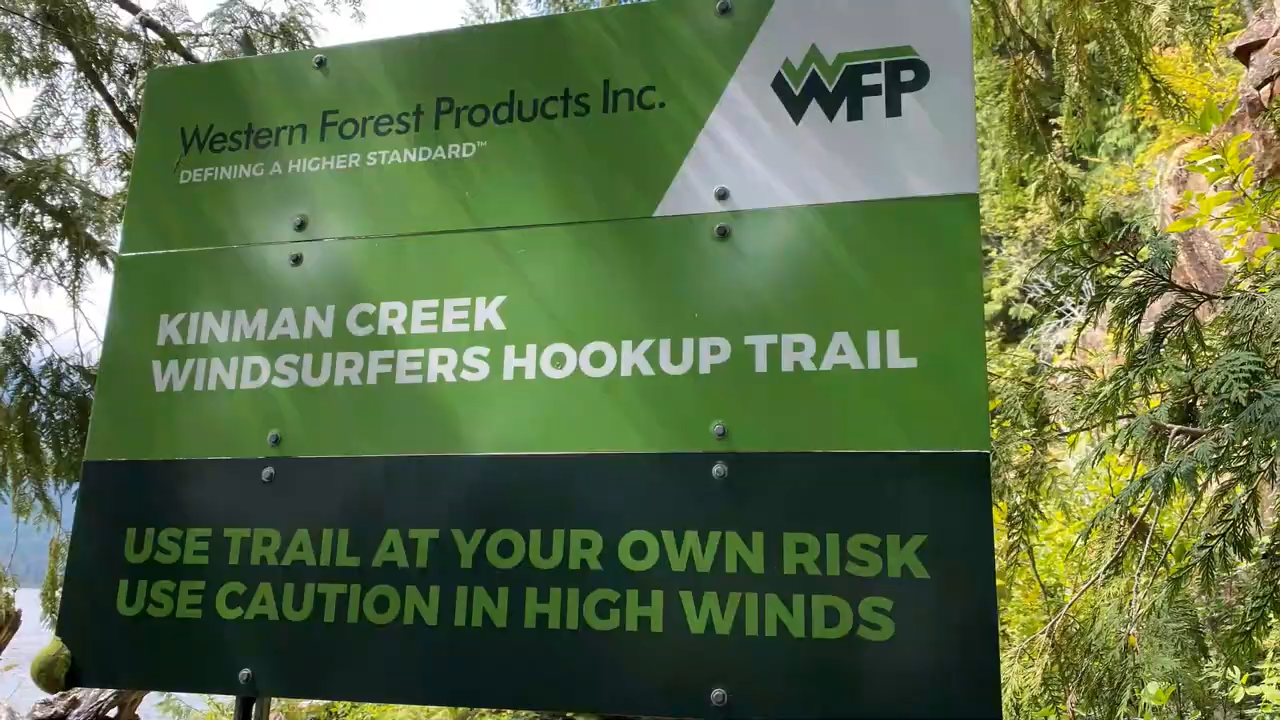 Western Forest Products Inc.
DEFINING A HIGHER STANDARD™
WFP
KINMAN CREEK
WINDSURFERS HOOKUP TRAIL
USE TRAIL AT YOUR OWN RISK
USE CAUTION IN HIGH WINDS